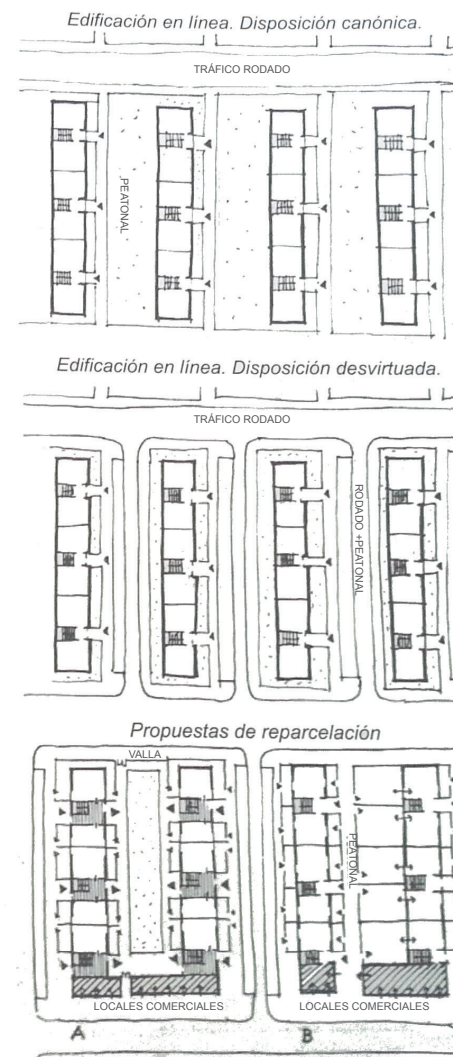 Edificación en línea. Disposición canónica.
TRÁFICO RODADO
PEATONAL
Edificación en línea. Disposición desvirtuada.
TRÁFICO RODADO
RODADO +PEATONAL
Propuestas de reparcelación
VALLA
PEATONAL
LOCALES COMERCIALES
LOCALES COMERCIALES
A
B